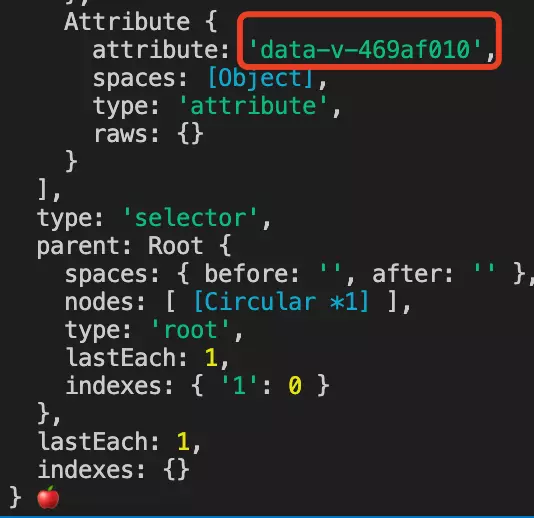 },
Attribute {
attribute: 'data-v-469af010',
spaces: [Object],
type: 'attribute',
raws: {}
}
],
type: 'selector',
parent: Root {
spaces: { before: '', after: '' },
nodes: [ [Circular *1] ],
type: 'root',
lastEach: 1,
indexes: { '1': 0 }
},
lastEach: 1,
indexes: {}
} 🍎